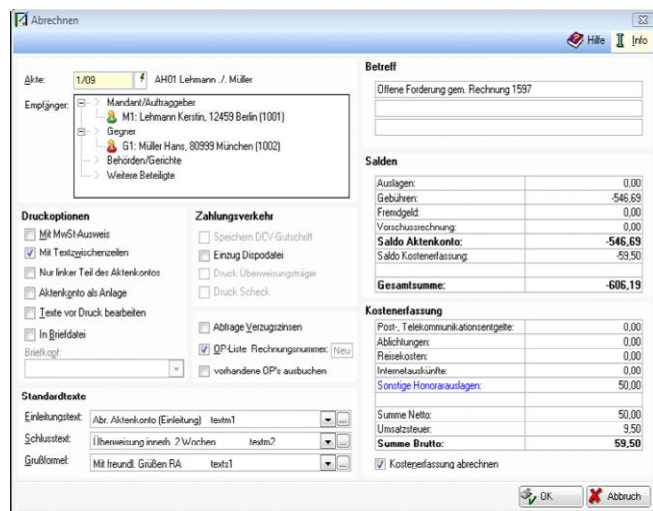 Abrechnen
Hilfe Info
Akte: 1/09 AH01 Lehmann ./. Müller
Empfänger:
Mandant/Auftraggeber
M1: Lehmann Kerstin, 12459 Berlin (1001)
Gegner
G1: Müller Hans, 80999 München (1002)
Behörden/Gerichte
Weitere Beteiligte
Druckoptionen
Mit MwSt-Ausweis
Mit Textzwischenzeilen
Nur linker Teil des Aktenkontos
Aktenkonto als Anlage
Texte vor Druck bearbeiten
In Briefdatei
Briefkopf:
Zahlungsverkehr
Speichern DCV-Gutschrift
Einzug Dispodatei
Druck Überweisungsträger
Druck Scheck
Abfrage Verzugszinsen
OP-Liste Rechnungsnummer: Neu
vorhandene OP's ausbuchen
Standardtexte
Einleitungstext: Abr. Aktenkonto (Einleitung) textm1
Schlusstext: Überweisung innerh. 2 Wochen textm2
Grußformel: Mit freundl. Grüßen RA texts1
Betreff
Offene Forderung gem. Rechnung 1597
Salden
Auslagen: 0,00
Gebühren: -546,69
Fremdgeld: 0,00
Vorschussrechnung: 0,00
Saldo Aktenkonto: -546,69
Saldo Kostenerfassung: -59,50
Gesamtsumme: -606,19
Kostenerfassung
Post-, Telekommunikationsentgelte: 0,00
Ablichtungen: 0,00
Reisekosten: 0,00
Internetauskünfte: 0,00
Sonstige Honorarauslagen: 50,00
Summe Netto: 50,00
Umsatzsteuer: 9,50
Summe Brutto: 59,50
Kostenerfassung abrechnen
OK Abbruch